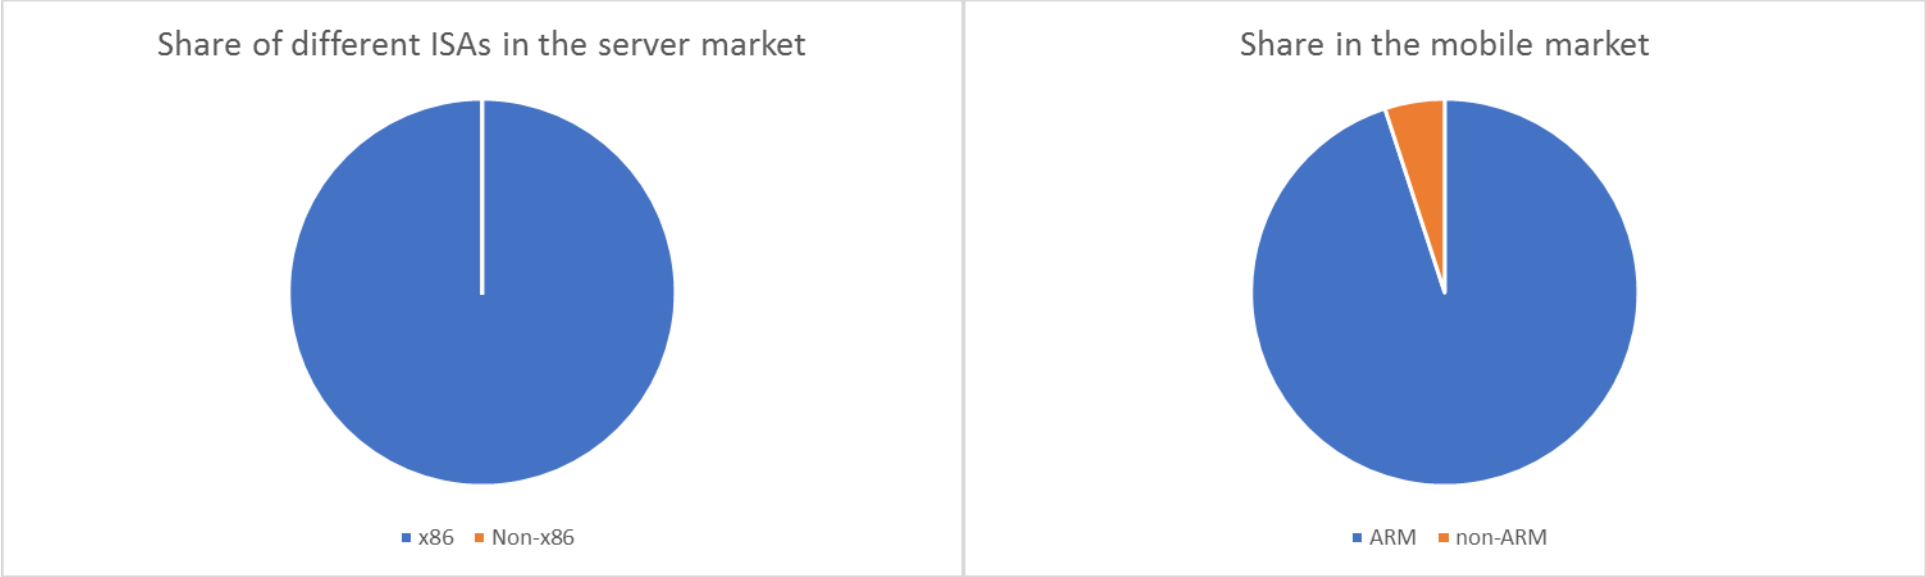 Share of different ISAs in the server market
x86 Non-x86
Share in the mobile market
ARM non-ARM